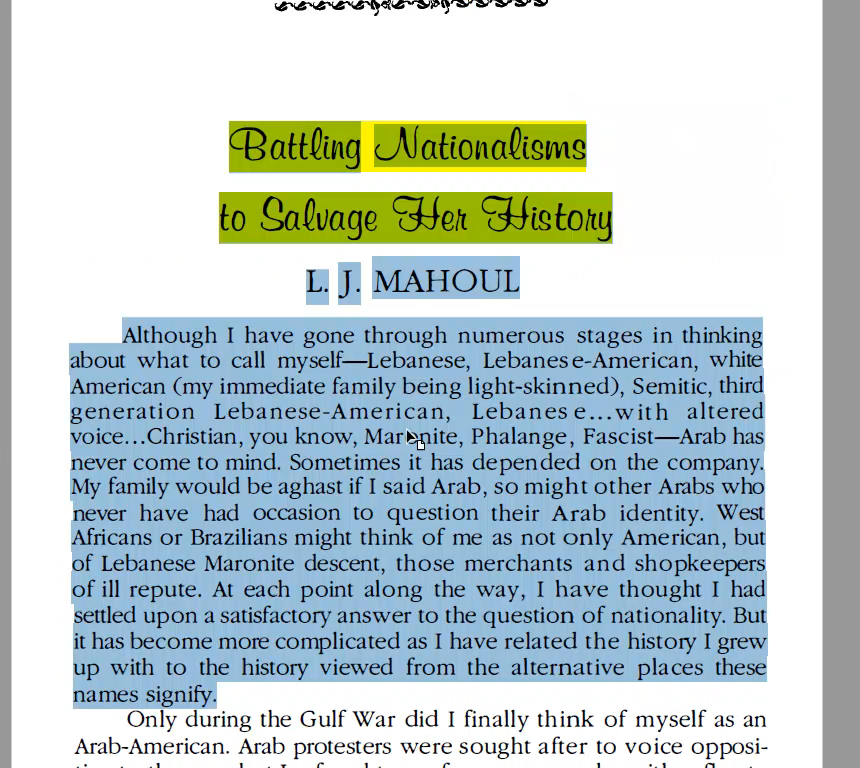 Battling Nationalisms
to Salvage Her History
L. J. MAHOUL
Although I have gone through numerous stages in thinking
about what to call myself—Lebanese, Lebanese-American, white
American (my immediate family being light-skinned), Semitic, third
generation Lebanese-American, Lebanese...with altered
voice...Christian, you know, Maronite, Phalange, Fascist—Arab has
never come to mind. Sometimes it has depended on the company.
My family would be aghast if I said Arab, so might other Arabs who
never have had occasion to question their Arab identity. West
Africans or Brazilians might think of me as not only American, but
of Lebanese Maronite descent, those merchants and shopkeepers
of ill repute. At each point along the way, I have thought I had
settled upon a satisfactory answer to the question of nationality. But
it has become more complicated as I have related the history I grew
up with to the history viewed from the alternative places these
names signify.
Only during the Gulf War did I finally think of myself as an
Arab-American. Arab protesters were sought after to voice opposi-